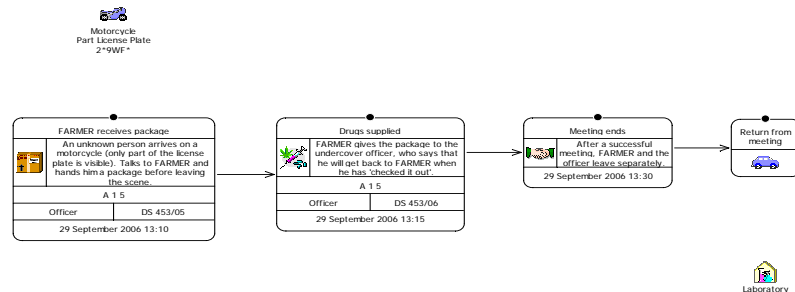 Motorcycle
Part License Plate
2*9WF*
FARMER receives package
An unknown person arrives on a
motorcycle (only part of the license
plate is visible). Talks to FARMER and
hands him a package before leaving
the scene.
A 1 5
Officer
DS 453/05
29 September 2006 13:10
Drugs supplied
FARMER gives the package to the
undercover officer, who says that
he will get back to FARMER when
he has 'checked it out'.
A 1 5
Officer
DS 453/06
29 September 2006 13:15
Meeting ends
After a successful
meeting, FARMER and the
officer leave separately.
29 September 2006 13:30
Return from
meeting
Laboratory